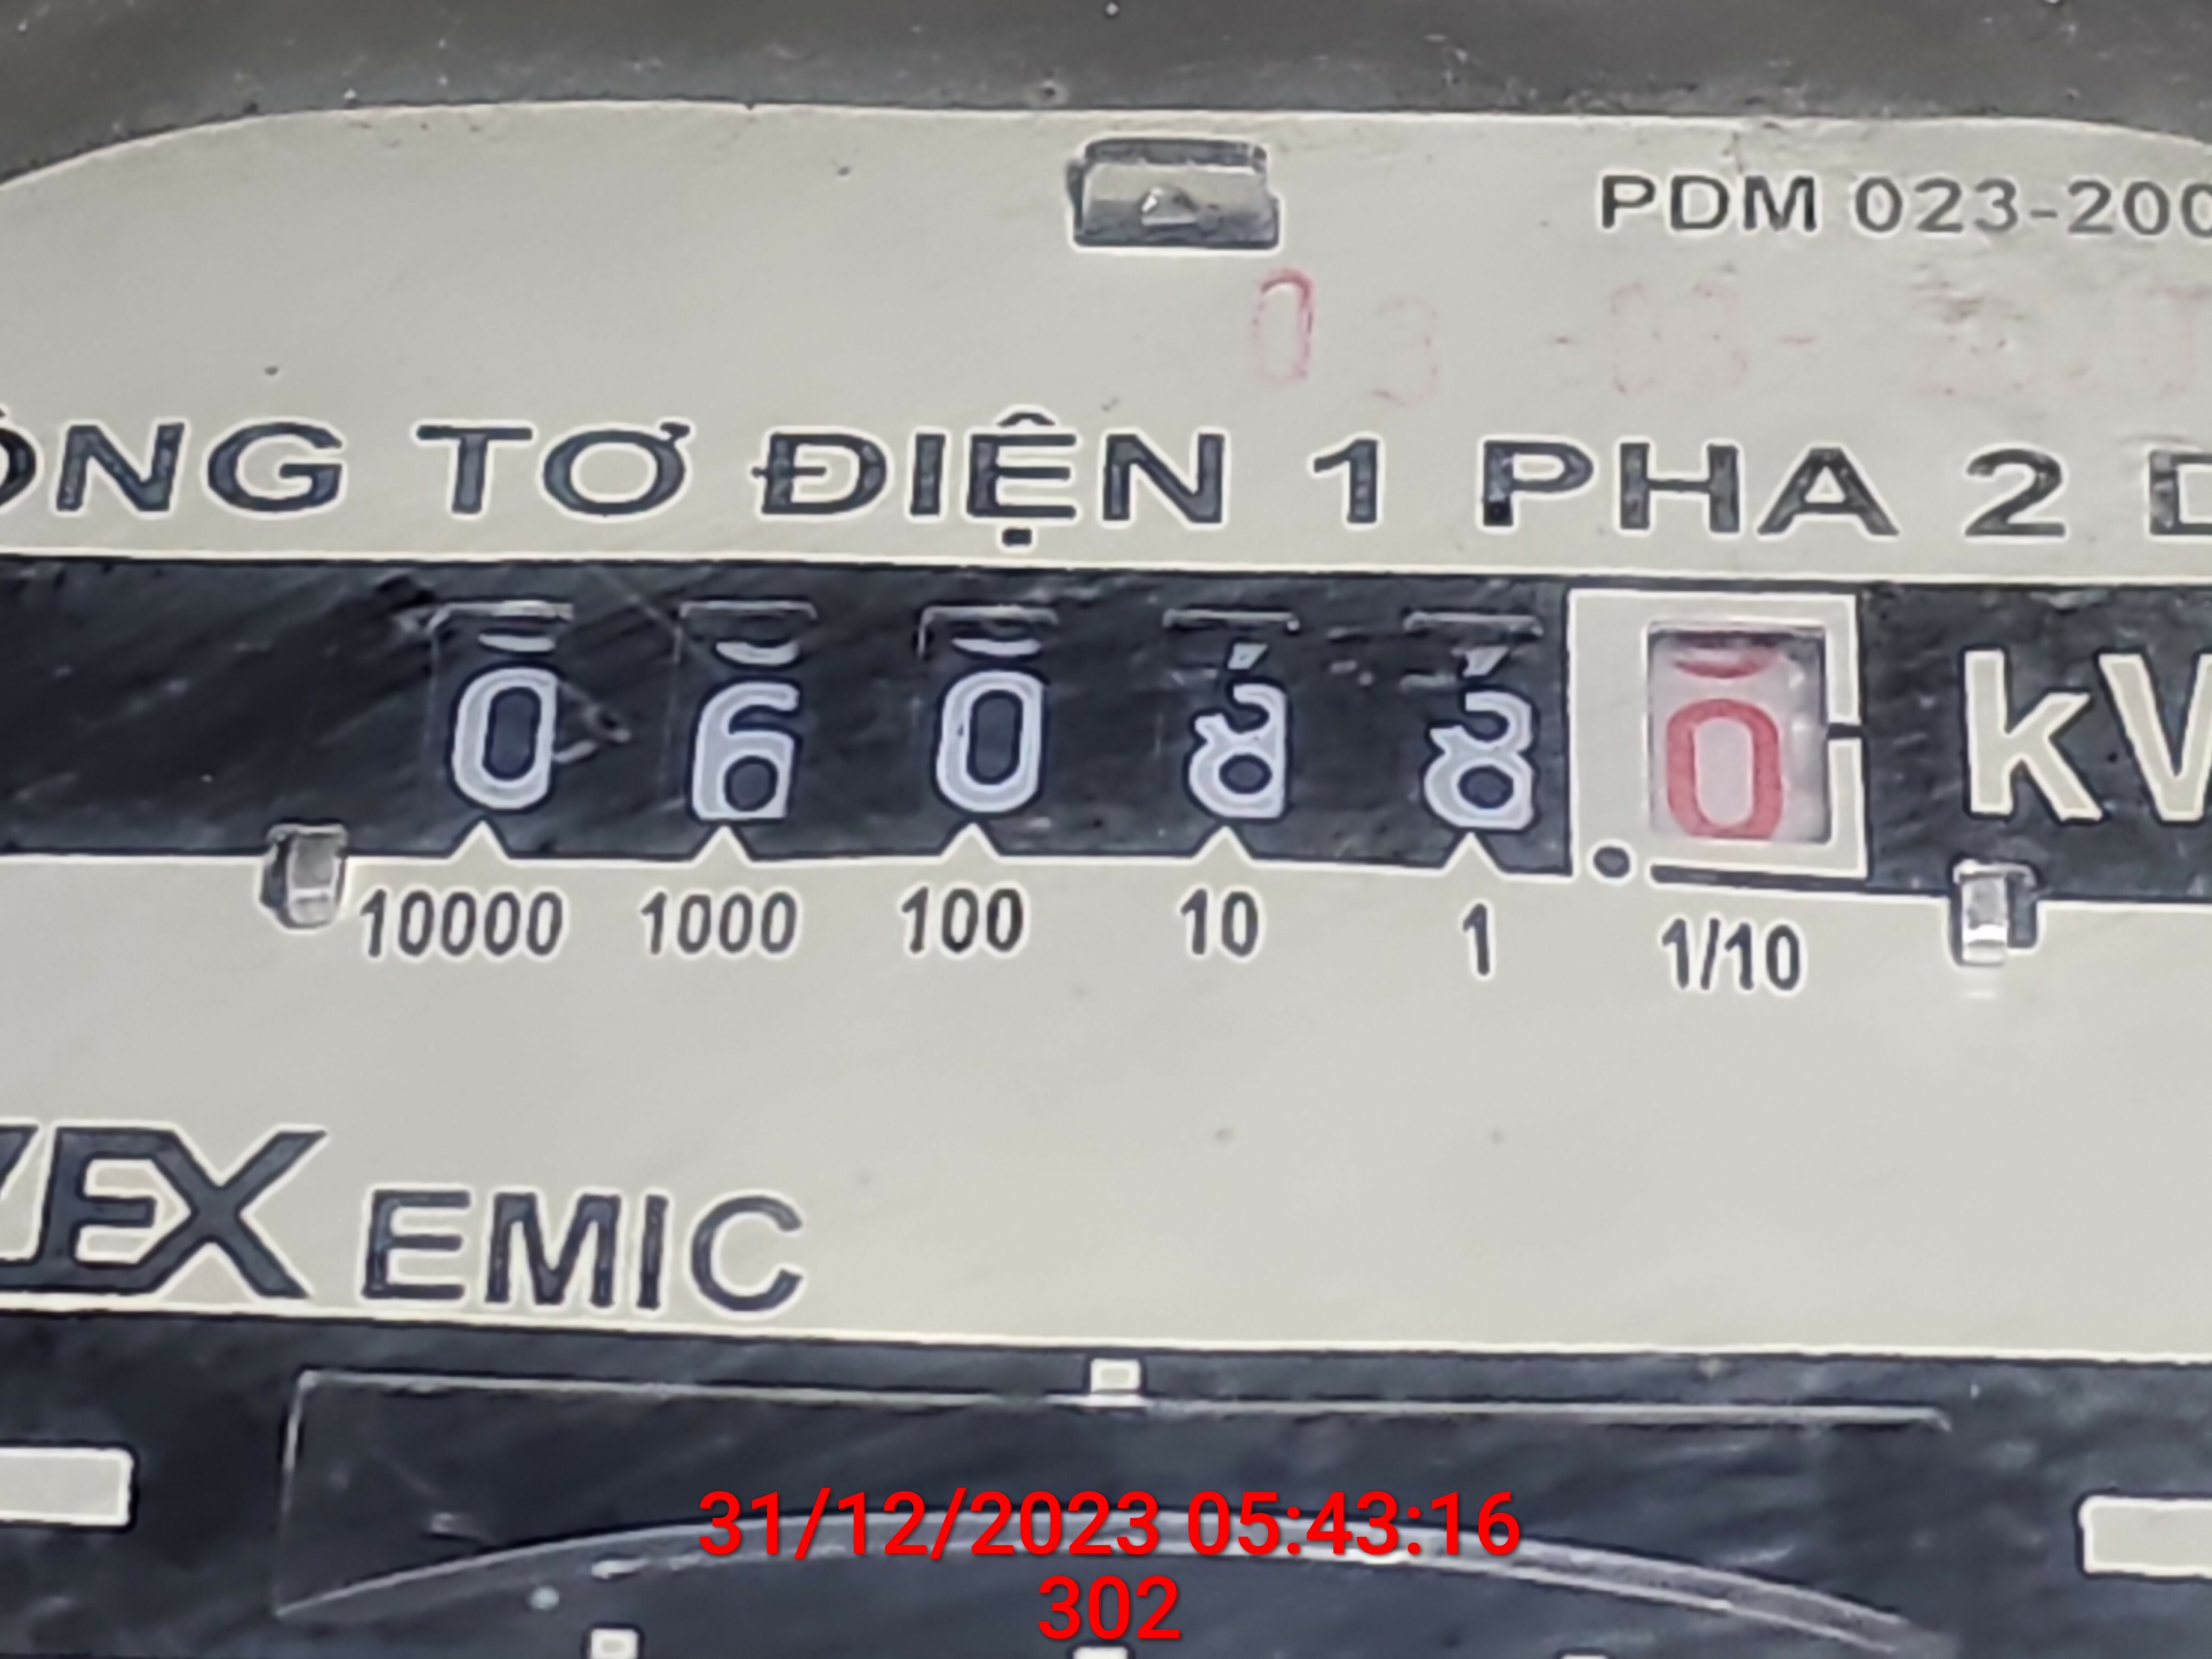 PDM 023-200
ÔNG TƠ ĐIỆN 1 PHA 2 D
0 6 0 8 8 . 0 kW
10000 1000 100 10 1 1/10
VEX EMIC
31/12/2023 05:43:16
302